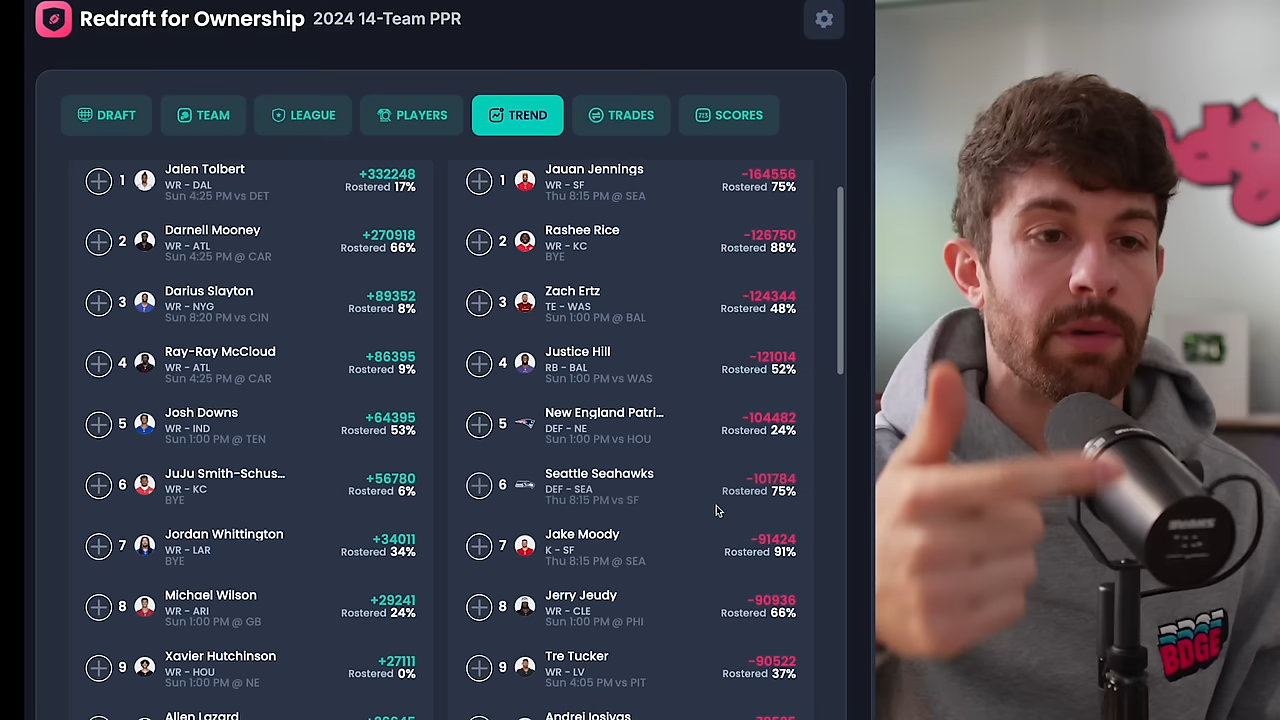 Redraft for Ownership 2024 14-Team PPR
DRAFT TEAM LEAGUE PLAYERS TREND TRADES SCORES
1 Jalen Tolbert +332248
WR - DAL Rostered 17%
Sun 4:25 PM vs DET
2 Darnell Mooney +270918
WR - ATL Rostered 66%
Sun 4:25 PM @ CAR
3 Darius Slayton +89352
WR - NYG Rostered 8%
Sun 8:20 PM vs CIN
4 Ray-Ray McCloud +86395
WR - ATL Rostered 9%
Sun 4:25 PM @ CAR
5 Josh Downs +64395
WR - IND Rostered 53%
Sun 1:00 PM @ TEN
6 JuJu Smith-Schus... +56780
WR - KC Rostered 6%
BYE
7 Jordan Whittington +34011
WR - LAR Rostered 34%
BYE
8 Michael Wilson +29241
WR - ARI Rostered 24%
Sun 1:00 PM @ GB
9 Xavier Hutchinson +27111
WR - HOU Rostered 0%
Sun 1:00 PM @ NE
Allen Lazard
1 Jauan Jennings -164556
WR - SF Rostered 75%
Thu 8:15 PM @ SEA
2 Rashee Rice -126750
WR - KC Rostered 88%
BYE
3 Zach Ertz -124344
TE - WAS Rostered 48%
Sun 1:00 PM @ BAL
4 Justice Hill -121014
RB - BAL Rostered 52%
Sun 1:00 PM vs WAS
5 New England Patri... -104482
DEF - NE Rostered 24%
Sun 1:00 PM vs HOU
6 Seattle Seahawks -101784
DEF - SEA Rostered 75%
Thu 8:15 PM vs SF
7 Jake Moody -91424
K - SF Rostered 91%
Thu 8:15 PM @ SEA
8 Jerry Jeudy -90936
WR - CLE Rostered 66%
Sun 1:00 PM @ PHI
9 Tre Tucker -90522
WR - LV Rostered 37%
Sun 4:05 PM vs PIT
Andrei Iosivas
BDGE